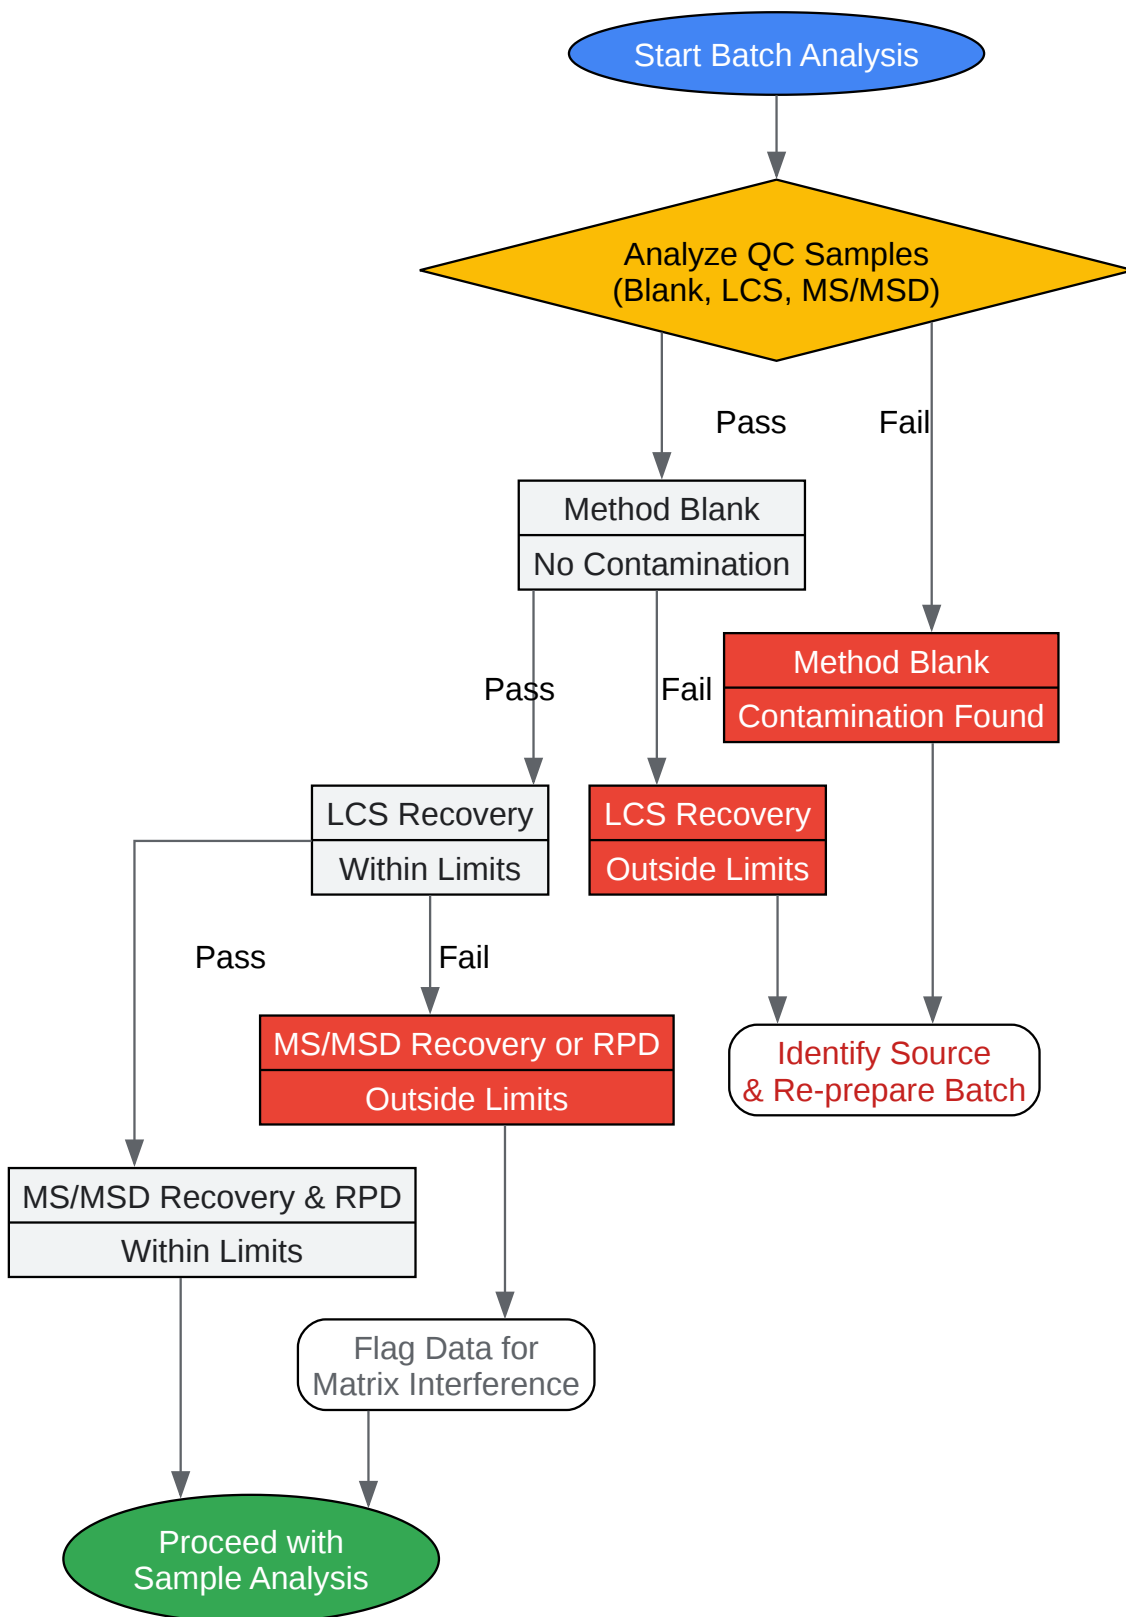 Start Batch Analysis
Analyze QC Samples
(Blank, LCS, MS/MSD)
Pass
Fail
Method Blank
No Contamination
Method Blank
Contamination Found
Pass
Fail
LCS Recovery
Within Limits
LCS Recovery
Outside Limits
Pass
Fail
MS/MSD Recovery or RPD
Outside Limits
Identify Source
& Re-prepare Batch
MS/MSD Recovery & RPD
Within Limits
Flag Data for
Matrix Interference
Proceed with
Sample Analysis